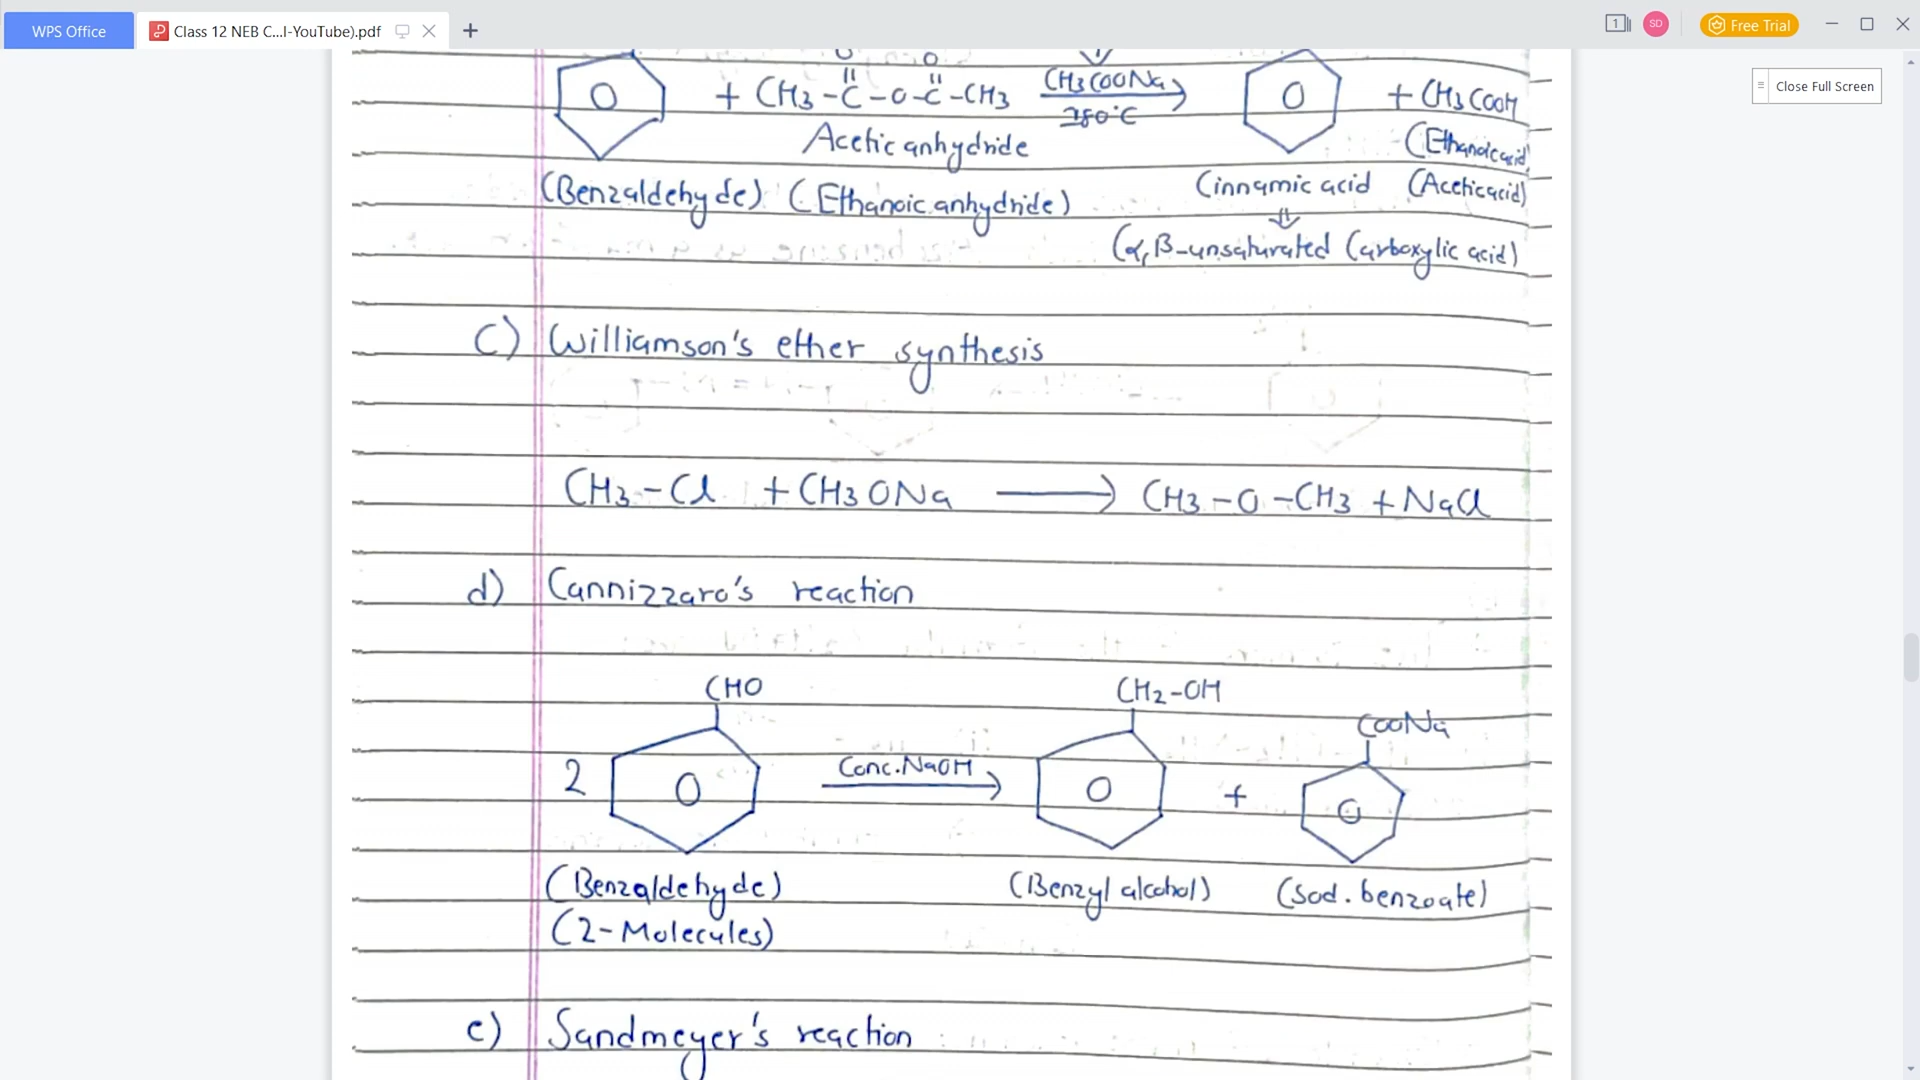 WPS Office
Class 12 NEB C...I-YouTube).pdf
1
SD
Free Trial
Close Full Screen
O O
|| ||
+ CH3-C-O-C-CH3 CH3COONa + CH3COOH
O 180°C O
Acetic anhydride (Ethanoic acid
(Benzaldehyde) (Ethanoic anhydride) Cinnamic acid (Acetic acid)
(α,β-unsaturated Carboxylic acid)
C) Williamson's ether synthesis
CH3-Cl + CH3ONa → CH3-O-CH3 + NaCl
d) Cannizzaro's reaction
CHO CH2-OH
COONa
2 O Conc. NaOH → O + O
(Benzaldehyde) (Benzyl alcohol) (Sod. benzoate)
(2-Molecules)
e) Sandmeyer's reaction